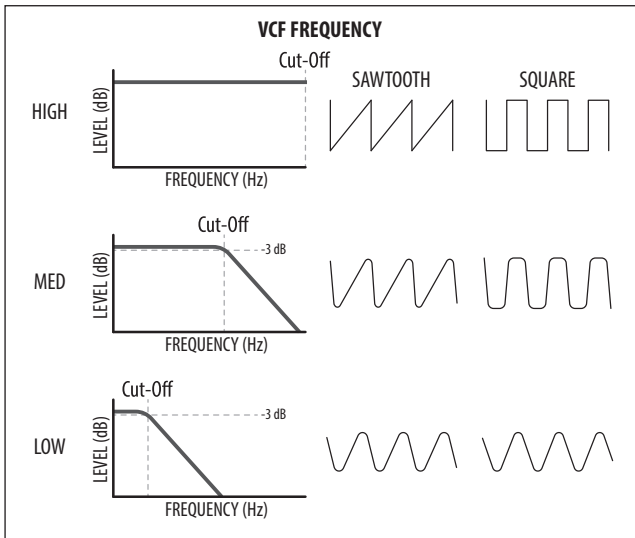 VCF FREQUENCY
Cut-Off
SAWTOOTH
SQUARE
HIGH
LEVEL (dB)
FREQUENCY (Hz)
Cut-Off
-3 dB
MED
LEVEL (dB)
FREQUENCY (Hz)
Cut-Off
-3 dB
LOW
LEVEL (dB)
FREQUENCY (Hz)